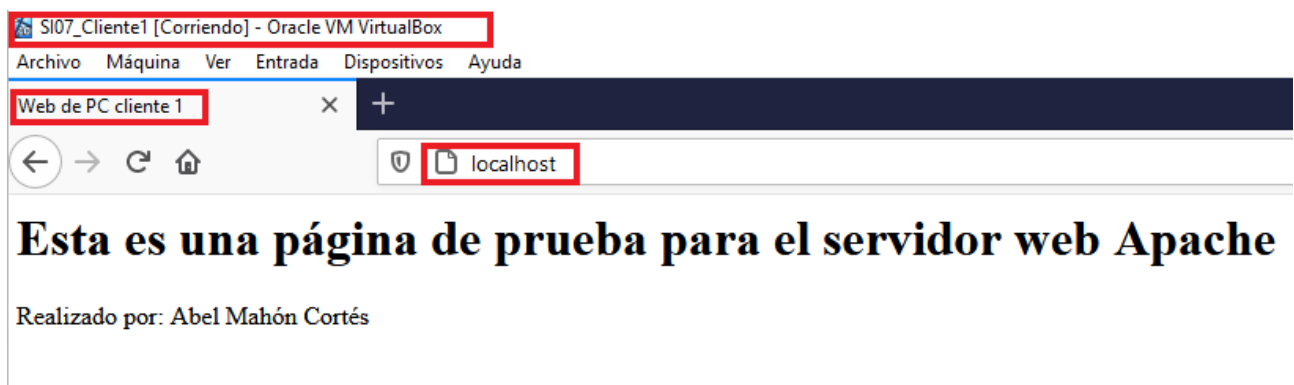 SI07_Cliente1 [Corriendo] - Oracle VM VirtualBox
Archivo Máquina Ver Entrada Dispositivos Ayuda
Web de PC cliente 1
localhost
Esta es una página de prueba para el servidor web Apache
Realizado por: Abel Mahón Cortés